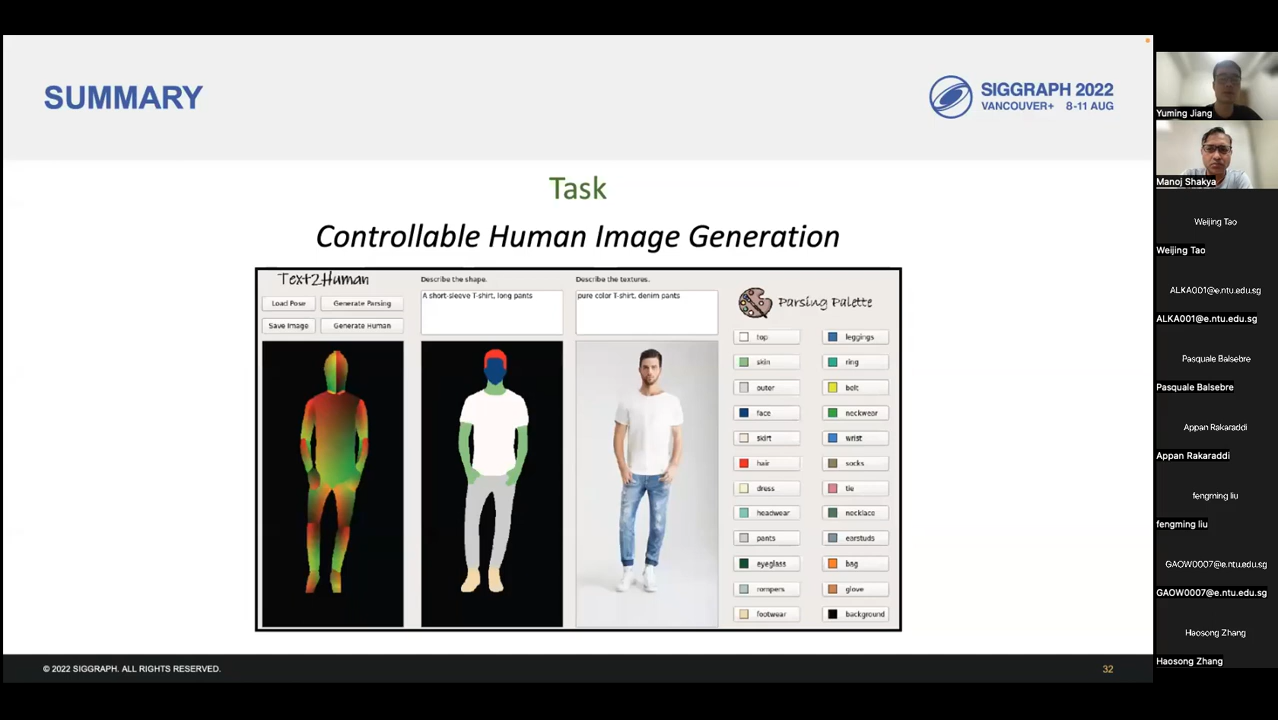 SUMMARY
SIGGRAPH 2022
VANCOUVER+ 8-11 AUG
Task
Controllable Human Image Generation
Text2Human
Load Pose
Generate Parsing
Save Image
Generate Human
Describe the shape.
A short-sleeve T-shirt, long pants
Describe the textures.
pure color T-shirt, denim pants
Parsing Palette
top
leggings
skin
ring
outer
belt
face
neckwear
skirt
wrist
hair
socks
dress
tie
headwear
necklace
pants
earstuds
eyeglass
bag
rompers
glove
footwear
background
© 2022 SIGGRAPH. ALL RIGHTS RESERVED.
32
Yuming Jiang
Manoj Shakya
Weijing Tao
Weijing Tao
ALKA001@e.ntu.edu.sg
ALKA001@e.ntu.edu.sg
Pasquale Balsebre
Pasquale Balsebre
Appan Rakaraddi
Appan Rakaraddi
fengming liu
fengming liu
GAOW0007@e.ntu.edu.sg
GAOW0007@e.ntu.edu.sg
Haosong Zhang
Haosong Zhang